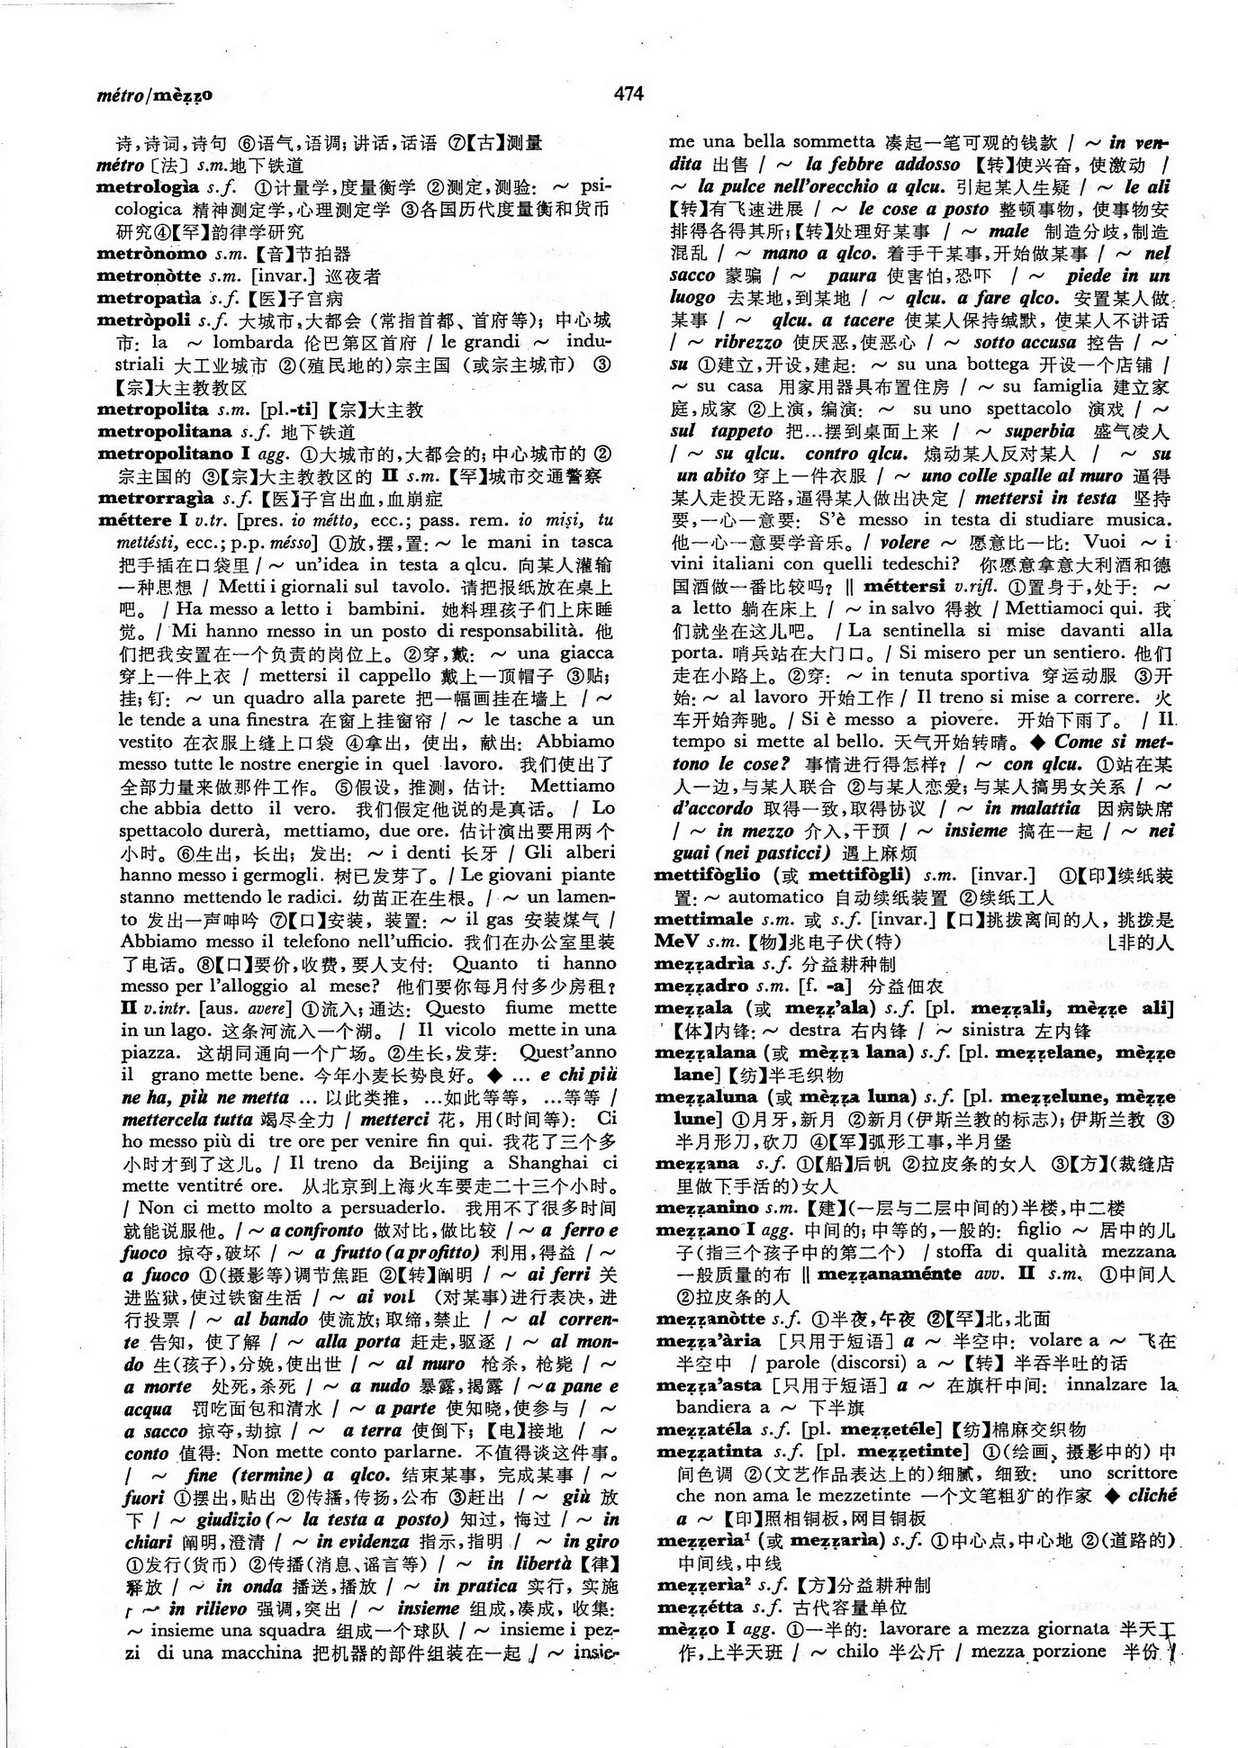 métro/mèẓẓo
474
诗,诗词,诗句 ⑥语气,语调;讲话,话语 ⑦【古】测量
métro〔法〕s.m.地下铁道
metrologìa s.f. ①计量学,度量衡学 ②测定,测验: ～ psi-
cologica 精神测定学,心理测定学 ③各国历代度量衡和货币
研究④【罕】韵律学研究
metrònomo s.m.【音】节拍器
metronòtte s.m. [invar.] 巡夜者
metropatìa s.f.【医】子宫病
metròpoli s.f. 大城市,大都会 (常指首都、首府等); 中心城
市: la ～ lombarda 伦巴第区首府 / le grandi ～ indu-
striali 大工业城市 ②(殖民地的)宗主国 (或宗主城市) ③
【宗】大主教教区
metropolita s.m. [pl.-ti]【宗】大主教
metropolitana s.f. 地下铁道
metropolitano I agg. ①大城市的,大都会的;中心城市的 ②
宗主国的 ③【宗】大主教教区的 II s.m.【罕】城市交通警察
metrorragìa s.f.【医】子宫出血,血崩症
méttere I v.tr. [pres. io métto, ecc.; pass. rem. io miṣi, tu
mettésti, ecc.; p.p. mésso] ①放,摆,置:～ le mani in tasca
把手插在口袋里 /～ un'idea in testa a qlcu. 向某人灌输
一种思想 / Metti i giornali sul tavolo. 请把报纸放在桌上
吧。 / Ha messo a letto i bambini. 她料理孩子们上床睡
觉。/ Mi hanno messo in un posto di responsabilità. 他
们把我安置在一个负责的岗位上。②穿,戴: ～ una giacca
穿上一件上衣 / mettersi il cappello 戴上一顶帽子 ③贴;
挂;钉: ～ un quadro alla parete 把一幅画挂在墙上 / ～
le tende a una finestra 在窗上挂窗帘 / ～ le tasche a un
vestito 在衣服上缝上口袋 ④拿出, 使出, 献出: Abbiamo
messo tutte le nostre energie in quel lavoro. 我们使出了
全部力量来做那件工作。 ⑤假设, 推测, 估计: Mettiamo
che abbia detto il vero. 我们假定他说的是真话。 / Lo
spettacolo durerà, mettiamo, due ore. 估计演出要用两个
小时。⑥生出, 长出; 发出: ～ i denti 长牙 / Gli alberi
hanno messo i germogli. 树已发芽了。/ Le giovani piante
stanno mettendo le radici. 幼苗正在生根。/ ～ un lamen-
to 发出一声呻吟 ⑦【口】安装, 装置: ～ il gas 安装煤气 /
Abbiamo messo il telefono nell'ufficio. 我们在办公室里装
了电话。⑧【口】要价,收费,要人支付: Quanto ti hanno
messo per l'alloggio al mese? 他们要你每月付多少房租?
II v.intr. [aus. avere] ①流入;通达: Questo fiume mette
in un lago. 这条河流入一个湖。 / Il vicolo mette in una
piazza. 这胡同通向一个广场。②生长,发芽: Quest'anno
il grano mette bene. 今年小麦长势良好。◆ ... e chi più
ne ha, più ne metta ... 以此类推, …如此等等, …等等 /
mettercela tutta 竭尽全力 / metterci 花, 用(时间等): Ci
ho messo più di tre ore per venire fin qui. 我花了三个多
小时才到了这儿。/ Il treno da Beijing a Shanghai ci
mette ventitré ore. 从北京到上海火车要走二十三个小时。
/ Non ci metto molto a persuaderlo. 我用不了很多时间
就能说服他。/ ～ a confronto 做对比,做比较 / ～ a ferro e
fuoco 掠夺,破坏 / ～ a frutto (a profitto) 利用,得益 / ～
a fuoco ①(摄影等)调节焦距 ②【转】阐明 / ～ ai ferri 关
进监狱,使过铁窗生活 / ～ ai voti (对某事)进行表决,进
行投票 / ～ al bando 使流放;取缔,禁止 / ～ al corren-
te 告知, 使了解 / ～ alla porta 赶走,驱逐 / ～ al mon-
do 生(孩子),分娩,使出世 / ～ al muro 枪杀, 枪毙 / ～
a morte 处死,杀死 / ～ a nudo 暴露,揭露 / ～a pane e
acqua 罚吃面包和清水 / ～ a parte 使知晓,使参与 / ～
a sacco 掠夺,劫掠 / ～ a terra 使倒下;【电】接地 / ～
conto 值得: Non mette conto parlarne. 不值得谈这件事。
/ ～ fine (termine) a qlco. 结束某事, 完成某事 / ～
fuori ①摆出,贴出 ②传播,传扬,公布 ③赶出 / ～ giù 放
下 / ～ giudizio (～ la testa a posto) 知过, 悔过 / ～ in
chiari 阐明,澄清 / ～ in evidenza 指示,指明 / ～ in giro
①发行(货币) ②传播(消息、谣言等) / ～ in libertà【律】
释放 / ～ in onda 播送,播放 / ～ in pratica 实行, 实施
/ ～ in rilievo 强调,突出 / ～ insieme 组成,凑成, 收集:
～ insieme una squadra 组成一个球队 / ～ insieme i pez-
zi di una macchina 把机器的部件组装在一起 / ～ insie-
me una bella sommetta 凑起一笔可观的钱款 / ～ in ven-
dita 出售 / ～ la febbre addosso【转】使兴奋, 使激动 /
～ la pulce nell'orecchio a qlcu. 引起某人生疑 / ～ le ali
【转】有飞速进展 / ～ le cose a posto 整顿事物, 使事物安
排得各得其所;【转】处理好某事 / ～ male 制造分歧,制造
混乱 / ～ mano a qlco. 着手干某事,开始做某事 / ～ nel
sacco 蒙骗 / ～ paura 使害怕,恐吓 / ～ piede in un
luogo 去某地,到某地 / ～ qlcu. a fare qlco. 安置某人做
某事 / ～ qlcu. a tacere 使某人保持缄默, 使某人不讲话
/ ～ ribrezzo 使厌恶,使恶心 / ～ sotto accusa 控告 / ～
su ①建立,开设,建起: ～ su una bottega 开设一个店铺 /
～ su casa 用家用器具布置住房 / ～ su famiglia 建立家
庭,成家 ②上演, 编演: ～ su uno spettacolo 演戏 / ～
sul tappeto 把…摆到桌面上来 / ～ superbia 盛气凌人
/ ～ su qlcu. contro qlcu. 煽动某人反对某人 / ～ su
un abito 穿上一件衣服 / ～ uno colle spalle al muro 逼得
某人走投无路,逼得某人做出决定 / mettersi in testa 坚持
要,一心一意要: S'è messo in testa di studiare musica.
他一心一意要学音乐。/ volere ～ 愿意比一比: Vuoi ～ i
vini italiani con quelli tedeschi? 你愿意拿意大利酒和德
国酒做一番比较吗? ‖ méttersi v.rifl. ①置身于,处于: ～
a letto 躺在床上 / ～ in salvo 得救 / Mettiamoci qui. 我
们就坐在这儿吧。 / La sentinella si mise davanti alla
porta. 哨兵站在大门口。/ Si misero per un sentiero. 他们
走在小路上。②穿: ～ in tenuta sportiva 穿运动服 ③开
始:～ al lavoro 开始工作 / Il treno si mise a correre. 火
车开始奔驰。/ Si è messo a piovere. 开始下雨了。 / Il
tempo si mette al bello. 天气开始转晴。◆ Come si met-
tono le cose? 事情进行得怎样? / ～ con qlcu. ①站在某
人一边,与某人联合 ②与某人恋爱;与某人搞男女关系 / ～
d'accordo 取得一致,取得协议 / ～ in malattia 因病缺席
/ ～ in mezzo 介入,干预 / ～ insieme 搞在一起 / ～ nei
guai (nei pasticci) 遇上麻烦
mettifòglio (或 mettifògli) s.m. [invar.] ①【印】续纸装
置:～ automatico 自动续纸装置 ②续纸工人
mettimale s.m. 或 s.f. [invar.]【口】挑拨离间的人, 挑拨是
MeV s.m.【物】兆电子伏(特) ⌊非的人
meẓẓadrìa s.f. 分益耕种制
meẓẓadro s.m. [f. -a] 分益佃农
meẓẓala (或 meẓẓ'ala) s.f. [pl. meẓẓali, mèẓẓe ali]
【体】内锋:～ destra 右内锋 / ～ sinistra 左内锋
meẓẓalana (或 mèẓẓa lana) s.f. [pl. meẓẓelane, mèẓẓe
lane]【纺】半毛织物
meẓẓaluna (或 mèẓẓa luna) s.f. [pl. meẓẓelune, mèẓẓe
lune] ①月牙,新月 ②新月(伊斯兰教的标志);伊斯兰教 ③
半月形刀,砍刀 ④【军】弧形工事,半月堡
meẓẓana s.f. ①【船】后帆 ②拉皮条的女人 ③【方】(裁缝店
里做下手活的)女人
meẓẓanino s.m.【建】(一层与二层中间的)半楼,中二楼
meẓẓano I agg. 中间的;中等的,一般的: figlio ～ 居中的儿
子(指三个孩子中的第二个) / stoffa di qualità mezzana
一般质量的布 ‖ meẓẓanaménte avv. II s.m. ①中间人
②拉皮条的人
meẓẓanòtte s.f. ①半夜,午夜 ②【罕】北,北面
meẓẓa'ària [只用于短语] a ～ 半空中: volare a ～ 飞在
半空中 / parole (discorsi) a ～【转】半吞半吐的话
meẓẓa'asta [只用于短语] a ～ 在旗杆中间: innalzare la
bandiera a ～ 下半旗
meẓẓatéla s.f. [pl. meẓẓetéle]【纺】棉麻交织物
meẓẓatinta s.f. [pl. meẓẓetinte] ①(绘画、摄影中的) 中
间色调 ②(文艺作品表达上的)细腻, 细致: uno scrittore
che non ama le mezzetinte 一个文笔粗犷的作家 ◆ cliché
a ～【印】照相铜板,网目铜板
meẓẓerìa¹ (或 meẓẓarìa) s.f. ①中心点,中心地 ②(道路的)
中间线,中线
meẓẓerìa² s.f.【方】分益耕种制
meẓẓétta s.f. 古代容量单位
mèẓẓo I agg. ①一半的: lavorare a mezza giornata 半天工
作,上半天班 / ～ chilo 半公斤 / mezza porzione 半份 /